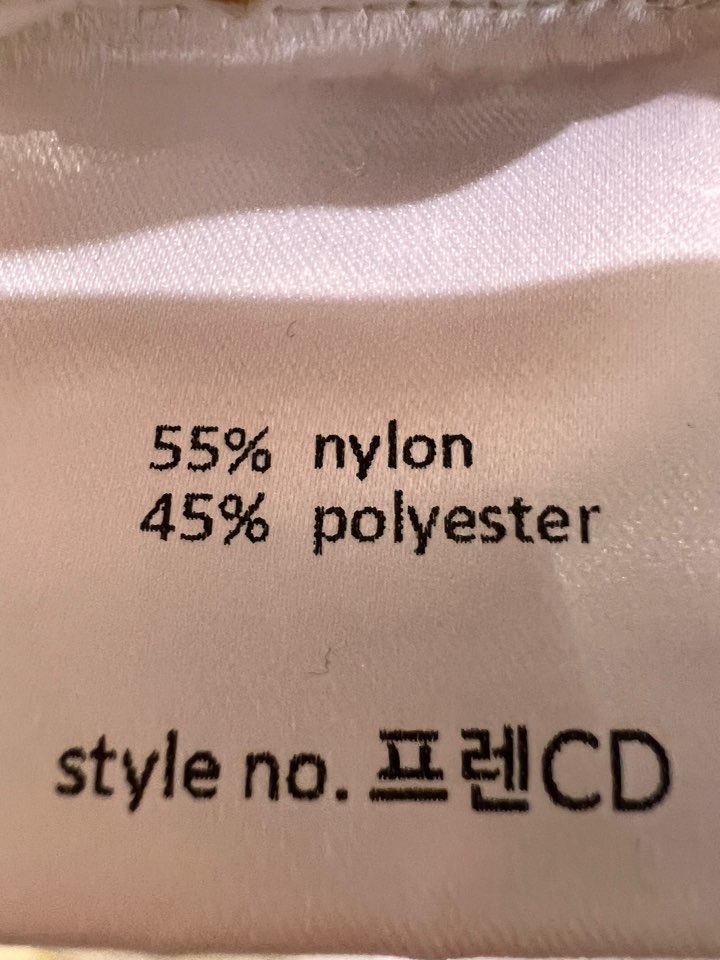 55% nylon
45% polyester
style no. 프렌CD